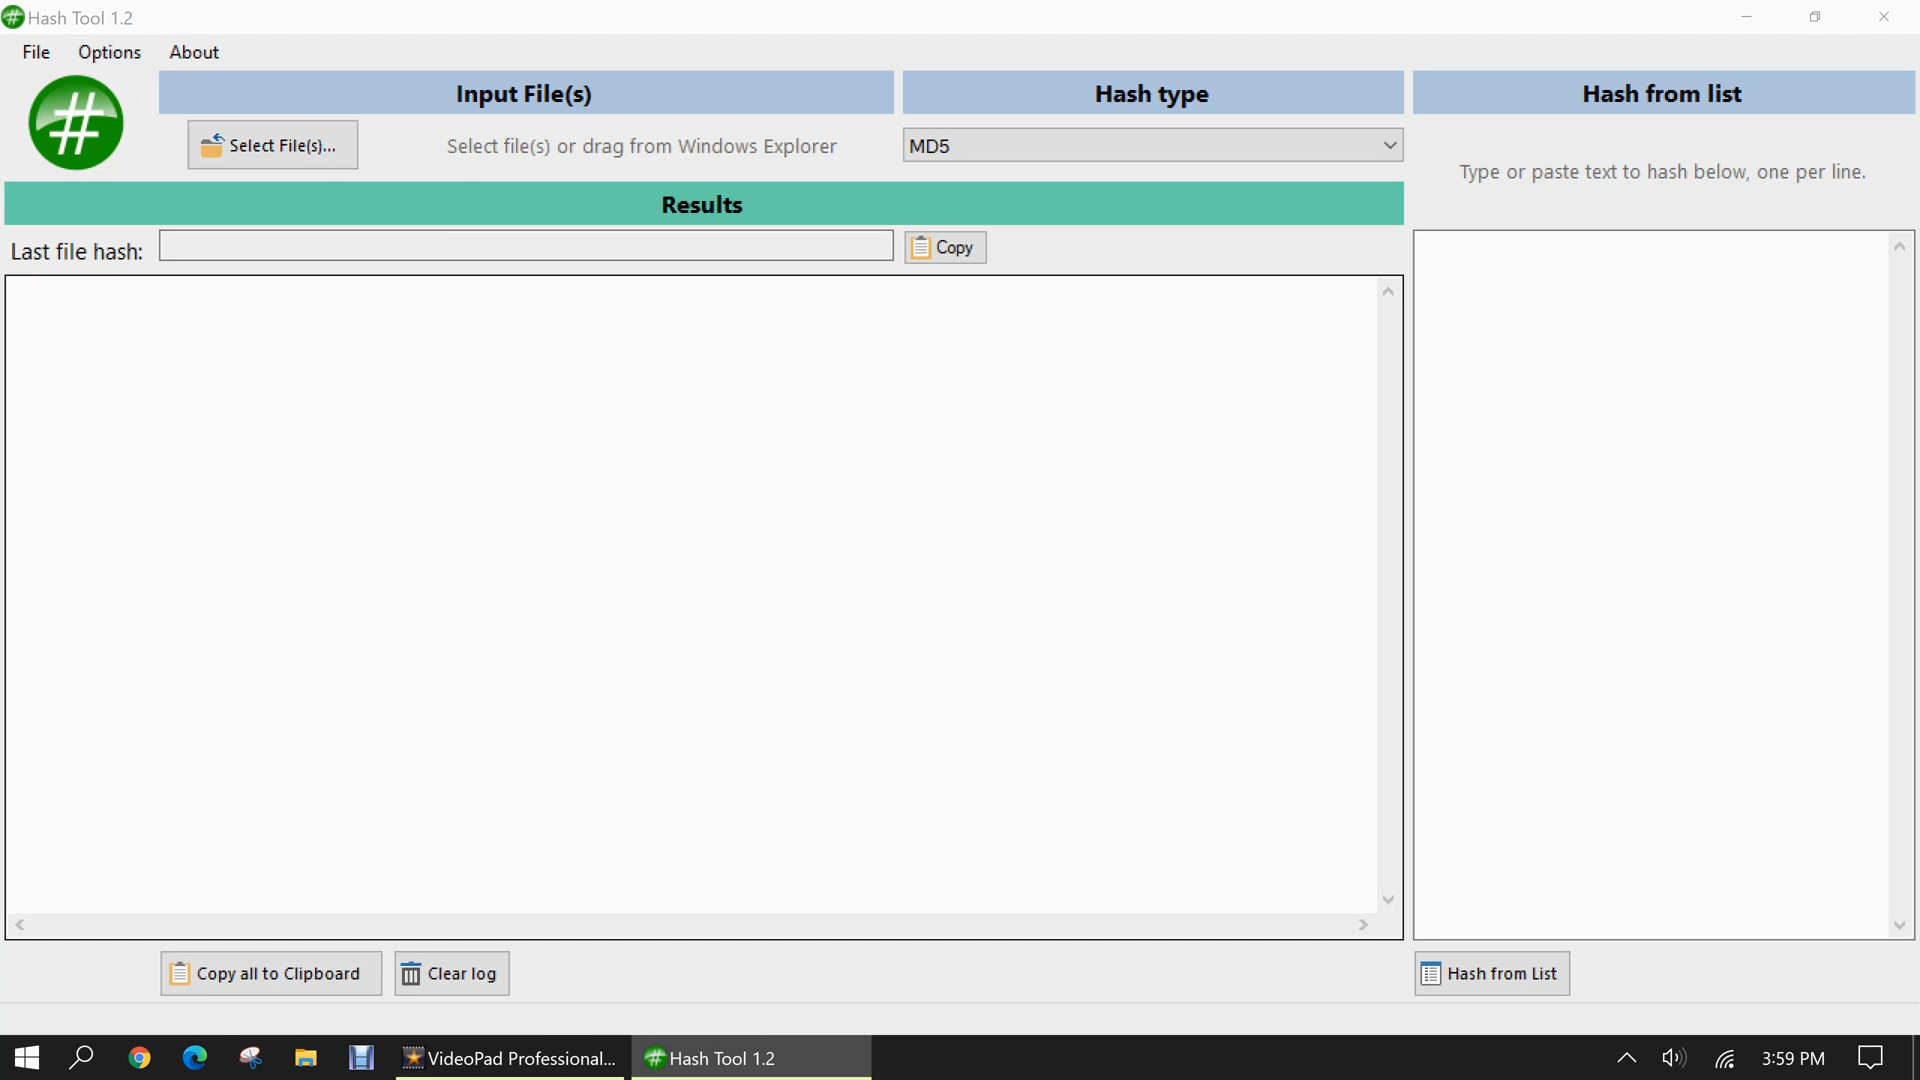 Hash Tool 1.2
File Options About
Input File(s) Hash type Hash from list
Select File(s)... Select file(s) or drag from Windows Explorer MD5
Type or paste text to hash below, one per line.
Results
Last file hash: Copy
Copy all to Clipboard Clear log Hash from List
VideoPad Professional... Hash Tool 1.2 3:59 PM